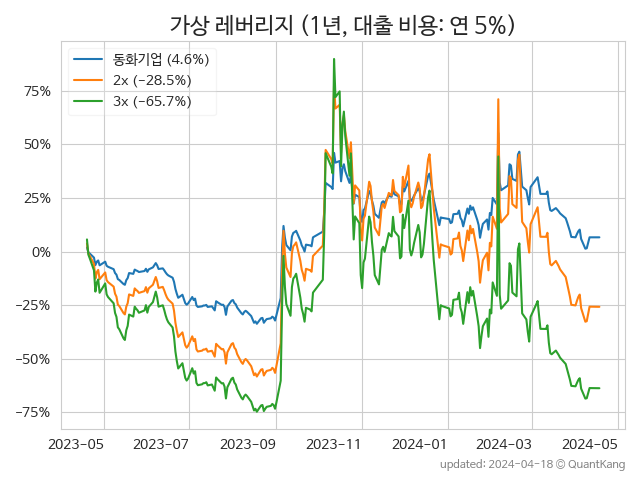 가상 레버리지 (1년, 대출 비용: 연 5%)
동화기업 (4.6%)
2x (−28.5%)
3x (−65.7%)
75%
50%
25%
0%
−25%
−50%
−75%
2023-05 2023-07 2023-09 2023-11 2024-01 2024-03 2024-05
updated: 2024-04-18 © QuantKang